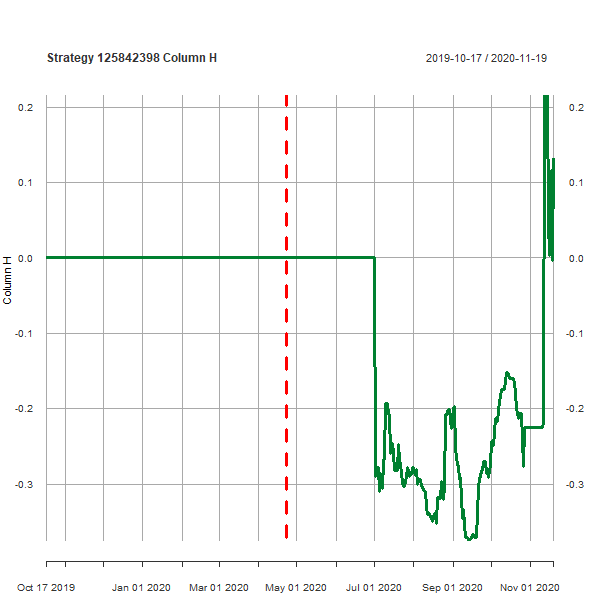 Strategy 125842398 Column H
2019-10-17 / 2020-11-19
0.2 0.2
0.1 0.1
0.0 0.0
-0.1 -0.1
-0.2 -0.2
-0.3 -0.3
Column H
Oct 17 2019 Jan 01 2020 Mar 01 2020 May 01 2020 Jul 01 2020 Sep 01 2020 Nov 01 2020